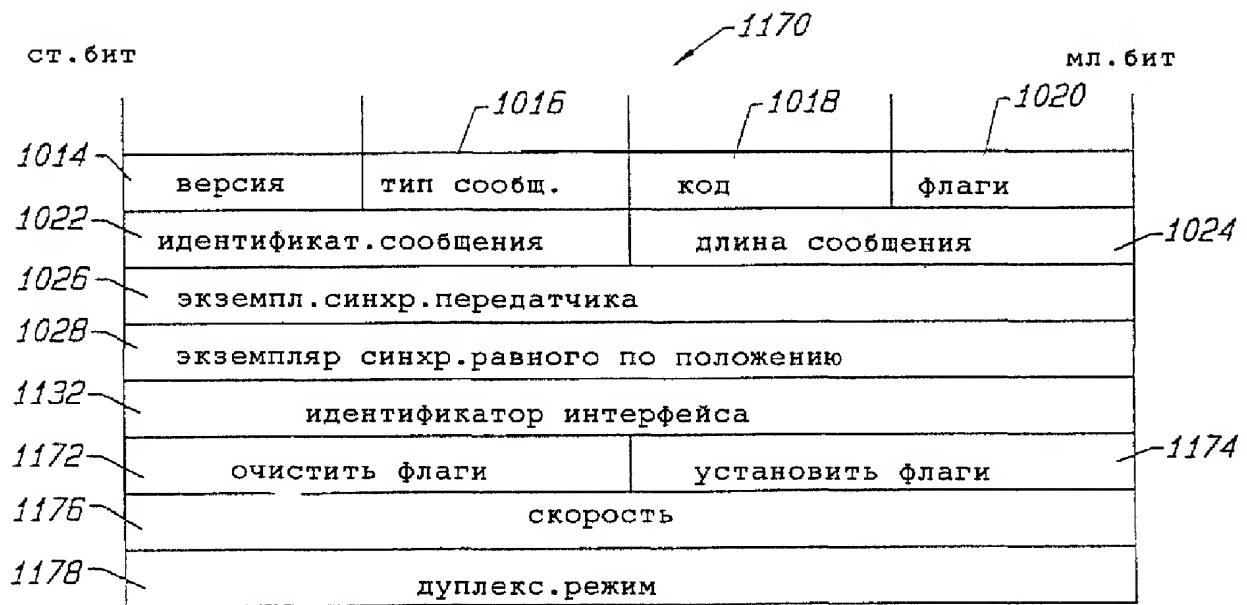 1170
ст.бит мл.бит
1016 1018 1020
1014 версия тип сообщ. код флаги
1022 идентификат.сообщения длина сообщения 1024
1026 экземпл.синхр.передатчика
1028 экземпляр синхр.равного по положению
1132 идентификатор интерфейса
1172 очистить флаги установить флаги 1174
1176 скорость
1178 дуплекс.режим